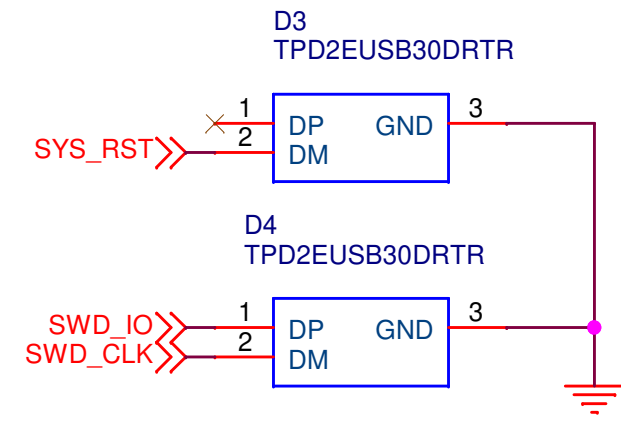 D3
TPD2EUSB30DRTR
1
DP
GND
3
SYS_RST
2
DM
D4
TPD2EUSB30DRTR
SWD_IO
1
DP
GND
3
SWD_CLK
2
DM